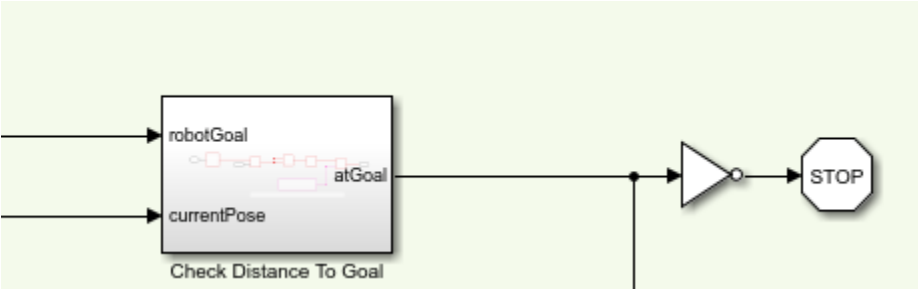 robotGoal
atGoal
currentPose
Check Distance To Goal
STOP